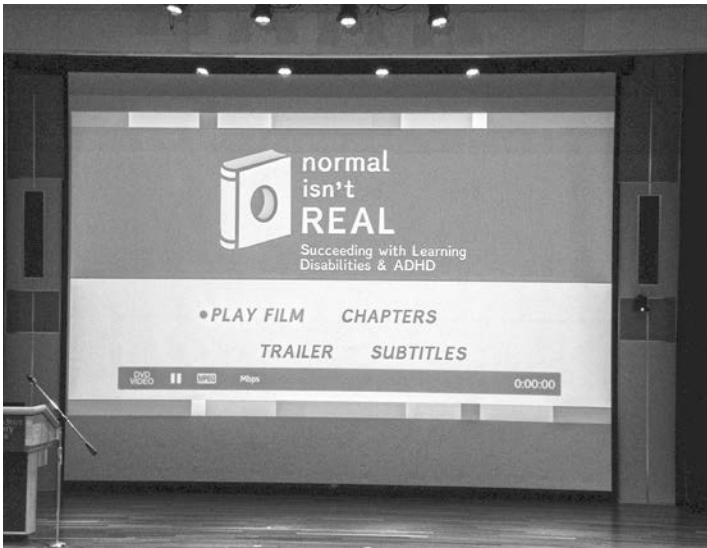 normal
isn't
REAL
Succeeding with Learning
Disabilities & ADHD
•PLAY FILM CHAPTERS
TRAILER SUBTITLES
DVD
VIDEO
MPEG Mbps 0:00:00